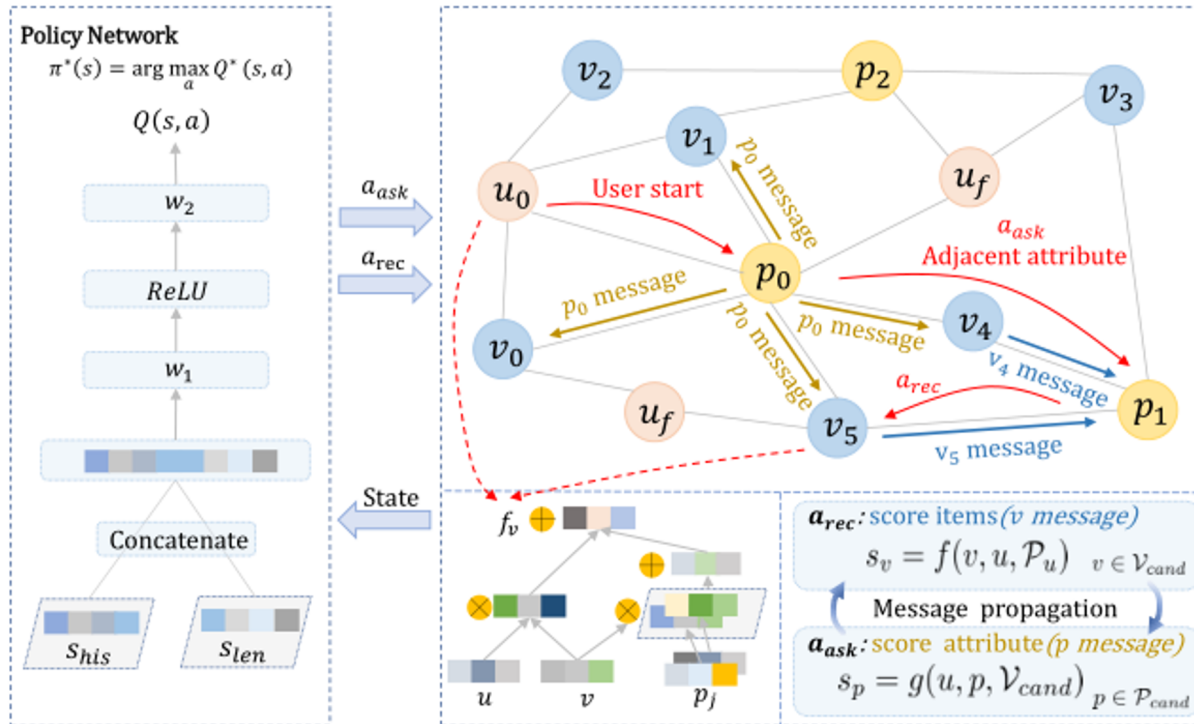 Policy Network
π*(s) = arg max_a Q*(s, a)
Q(s, a)
w₂
ReLU
w₁
Concatenate
s_his
s_len
a_ask
a_rec
State
v₂
p₂
v₃
v₁
u_f
u₀
User start
p₀ message
a_ask
Adjacent attribute
p₀
p₀ message
p₀ message
p₀ message
v₄
v₀
v₄ message
a_rec
p₁
u_f
v₅
v₅ message
f_v
u
v
p_j
a_rec: score items(v message)
s_v = f(v, u, 𝒫_u) v ∈ 𝒱_cand
Message propagation
a_ask: score attribute(p message)
s_p = g(u, p, 𝒱_cand) p ∈ 𝒫_cand